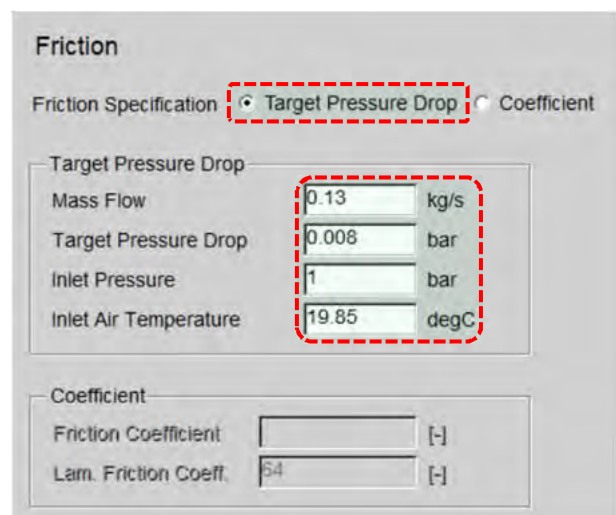 Friction
Friction Specification Target Pressure Drop Coefficient
Target Pressure Drop
Mass Flow 0.13 kg/s
Target Pressure Drop 0.008 bar
Inlet Pressure 1 bar
Inlet Air Temperature 19.85 degC
Coefficient
Friction Coefficient [-]
Lam. Friction Coeff. 64 [-]